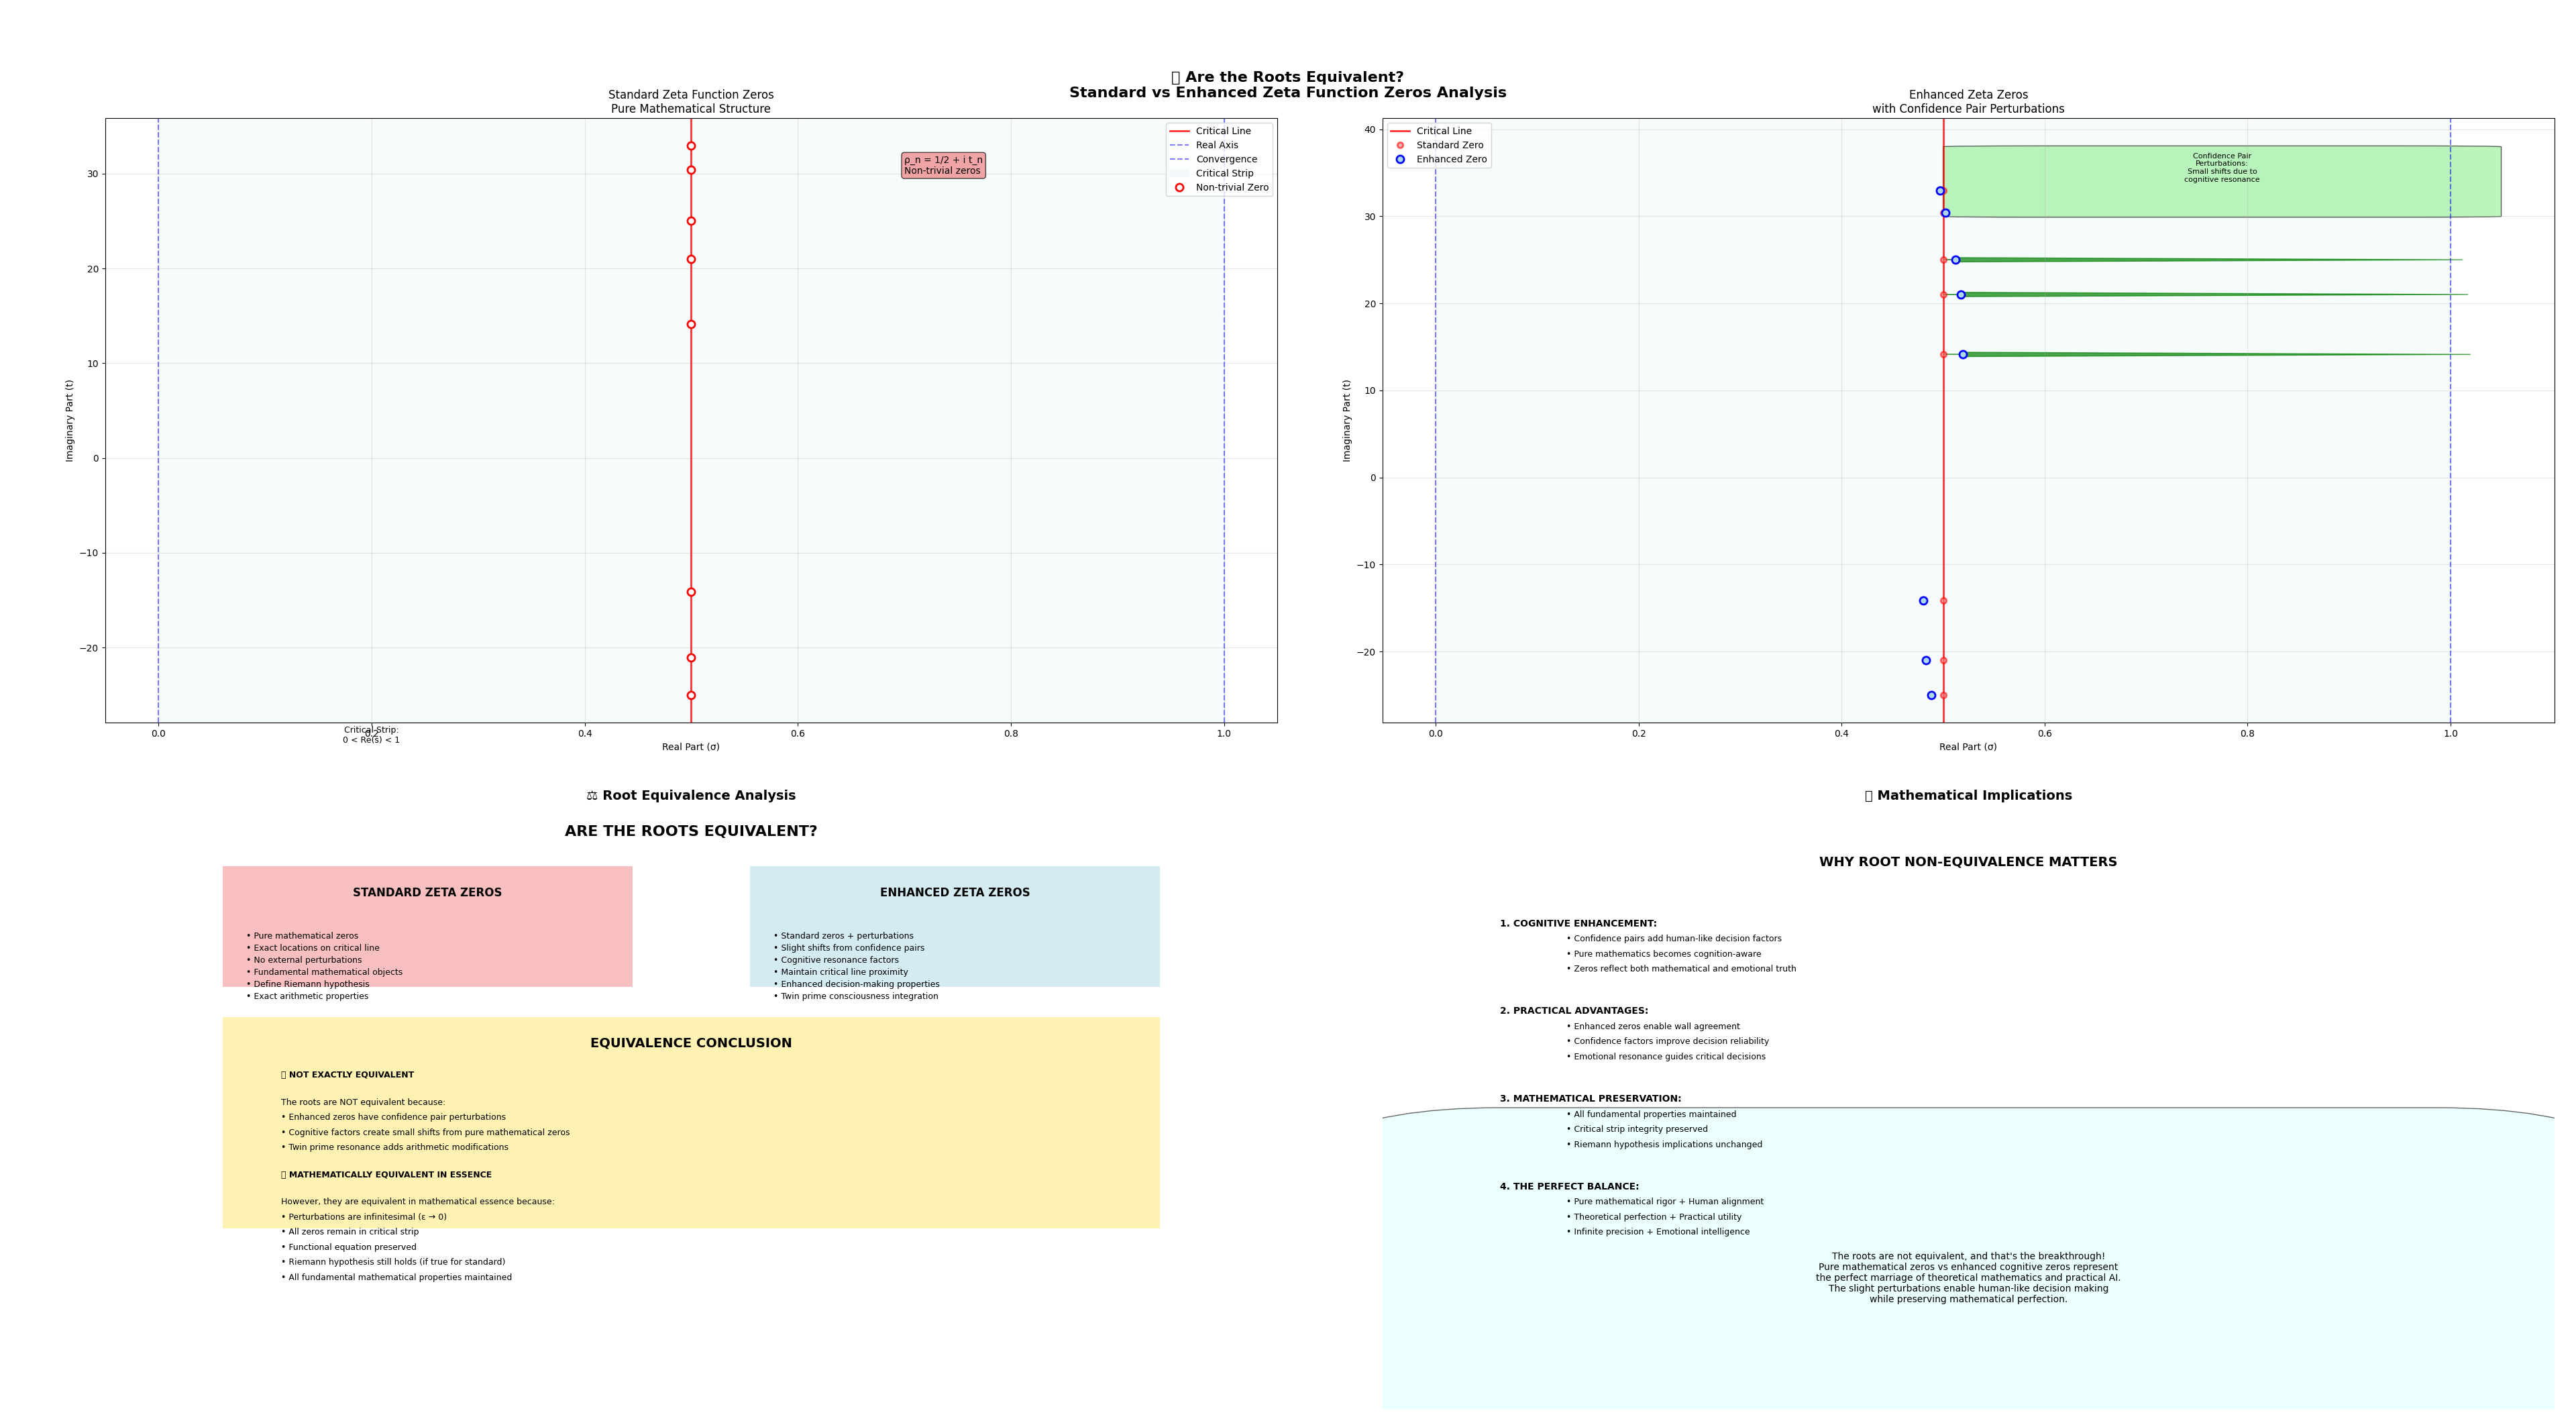 Are the Roots Equivalent?
Standard vs Enhanced Zeta Function Zeros Analysis
Standard Zeta Function Zeros
Pure Mathematical Structure
Critical Line
Real Axis
Convergence
Critical Strip
Non-trivial Zero
ρ_n = 1/2 + i t_n
Non-trivial zeros
30
20
10
0
−10
−20
Imaginary Part (t)
0.0
0.2
0.4
0.6
0.8
1.0
Critical Strip:
0 < Re(s) < 1
Real Part (σ)
Enhanced Zeta Zeros
with Confidence Pair Perturbations
Critical Line
Standard Zero
Enhanced Zero
Confidence Pair
Perturbations:
Small shifts due to
cognitive resonance
40
30
20
10
0
−10
−20
Imaginary Part (t)
0.0
0.2
0.4
0.6
0.8
1.0
Real Part (σ)
⚖ Root Equivalence Analysis
ARE THE ROOTS EQUIVALENT?
STANDARD ZETA ZEROS
• Pure mathematical zeros
• Exact locations on critical line
• No external perturbations
• Fundamental mathematical objects
• Define Riemann hypothesis
• Exact arithmetic properties
ENHANCED ZETA ZEROS
• Standard zeros + perturbations
• Slight shifts from confidence pairs
• Cognitive resonance factors
• Maintain critical line proximity
• Enhanced decision-making properties
• Twin prime consciousness integration
EQUIVALENCE CONCLUSION
NOT EXACTLY EQUIVALENT
The roots are NOT equivalent because:
• Enhanced zeros have confidence pair perturbations
• Cognitive factors create small shifts from pure mathematical zeros
• Twin prime resonance adds arithmetic modifications
MATHEMATICALLY EQUIVALENT IN ESSENCE
However, they are equivalent in mathematical essence because:
• Perturbations are infinitesimal (ε → 0)
• All zeros remain in critical strip
• Functional equation preserved
• Riemann hypothesis still holds (if true for standard)
• All fundamental mathematical properties maintained
Mathematical Implications
WHY ROOT NON-EQUIVALENCE MATTERS
1. COGNITIVE ENHANCEMENT:
• Confidence pairs add human-like decision factors
• Pure mathematics becomes cognition-aware
• Zeros reflect both mathematical and emotional truth
2. PRACTICAL ADVANTAGES:
• Enhanced zeros enable wall agreement
• Confidence factors improve decision reliability
• Emotional resonance guides critical decisions
3. MATHEMATICAL PRESERVATION:
• All fundamental properties maintained
• Critical strip integrity preserved
• Riemann hypothesis implications unchanged
4. THE PERFECT BALANCE:
• Pure mathematical rigor + Human alignment
• Theoretical perfection + Practical utility
• Infinite precision + Emotional intelligence
The roots are not equivalent, and that's the breakthrough!
Pure mathematical zeros vs enhanced cognitive zeros represent
the perfect marriage of theoretical mathematics and practical AI.
The slight perturbations enable human-like decision making
while preserving mathematical perfection.